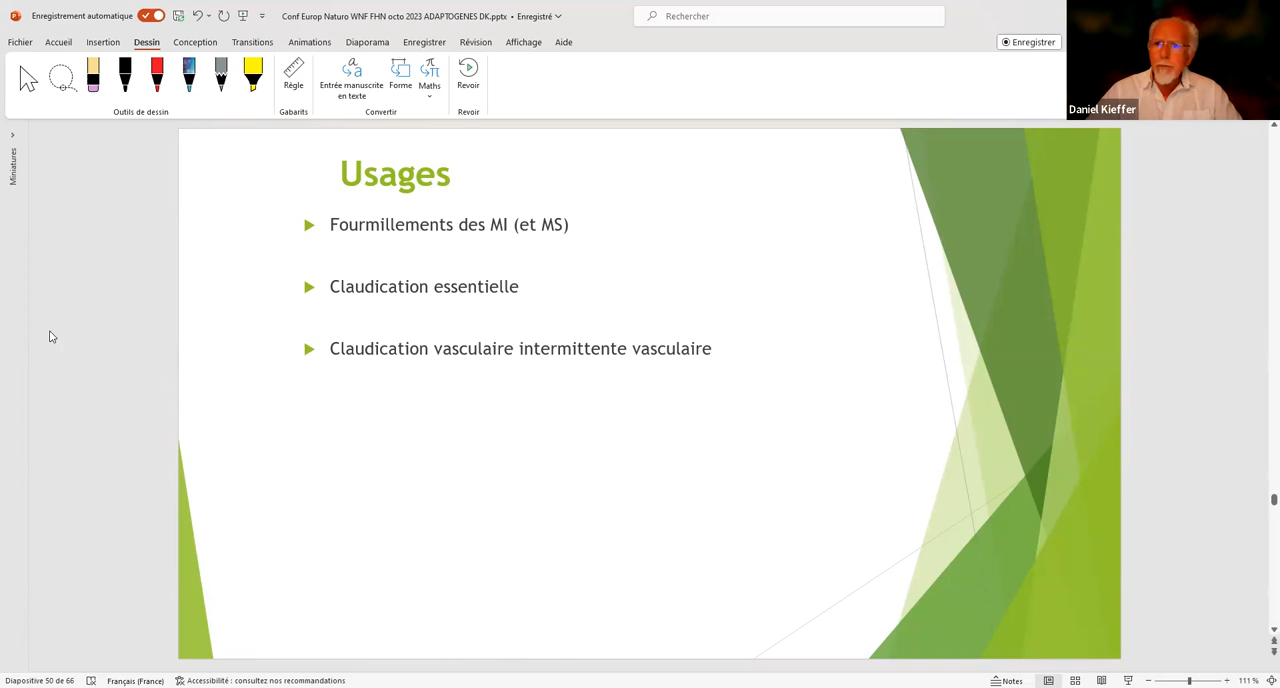 Enregistrement automatique
Conf Europ Naturo WNF FHN octo 2023 ADAPTOGENES DK.pptx • Enregistré
Rechercher
Fichier Accueil Insertion Dessin Conception Transitions Animations Diaporama Enregistrer Révision Affichage Aide
Enregistrer
Règle
Entrée manuscrite en texte
Forme
Maths
Revoir
Outils de dessin
Gabarits
Convertir
Revoir
Daniel Kieffer
Miniatures
Usages
Fourmillements des MI (et MS)
Claudication essentielle
Claudication vasculaire intermittente vasculaire
Diapositive 50 de 66
Français (France)
Accessibilité : consultez nos recommandations
Notes
111 %